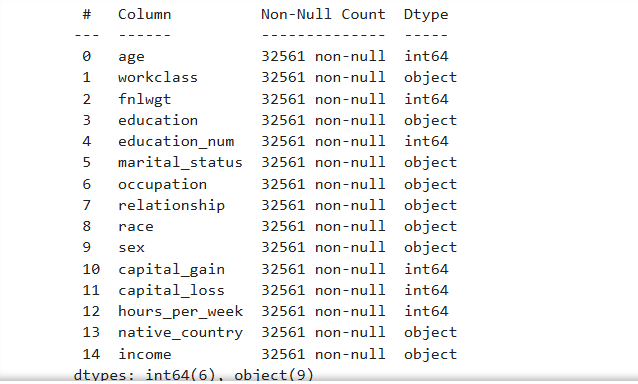 #   Column          Non-Null Count  Dtype
---  ------          --------------  -----
0   age             32561 non-null  int64
1   workclass       32561 non-null  object
2   fnlwgt          32561 non-null  int64
3   education       32561 non-null  object
4   education_num   32561 non-null  int64
5   marital_status  32561 non-null  object
6   occupation      32561 non-null  object
7   relationship    32561 non-null  object
8   race            32561 non-null  object
9   sex             32561 non-null  object
10  capital_gain    32561 non-null  int64
11  capital_loss    32561 non-null  int64
12  hours_per_week  32561 non-null  int64
13  native_country  32561 non-null  object
14  income          32561 non-null  object
dtypes: int64(6), object(9)